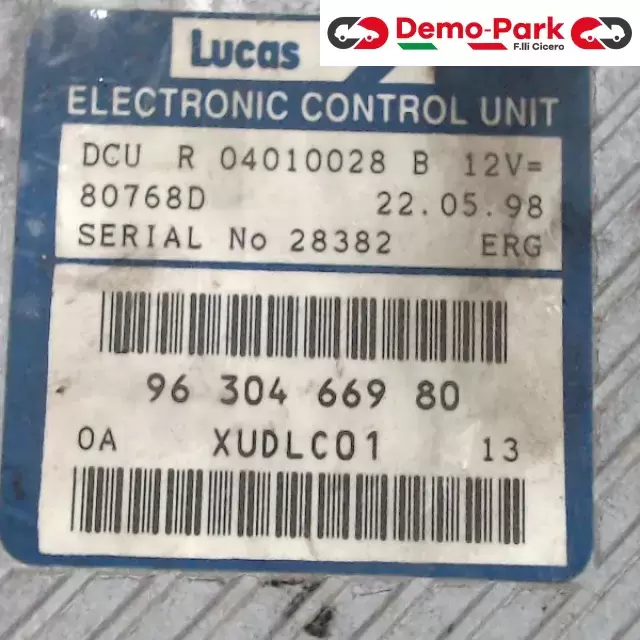 Demo-Park
F.lli Cicero
Lucas
ELECTRONIC CONTROL UNIT
DCU R 04010028 B 12V=
80768D 22.05.98
SERIAL No 28382 ERG
96 304 669 80
0A XUDLC01 13